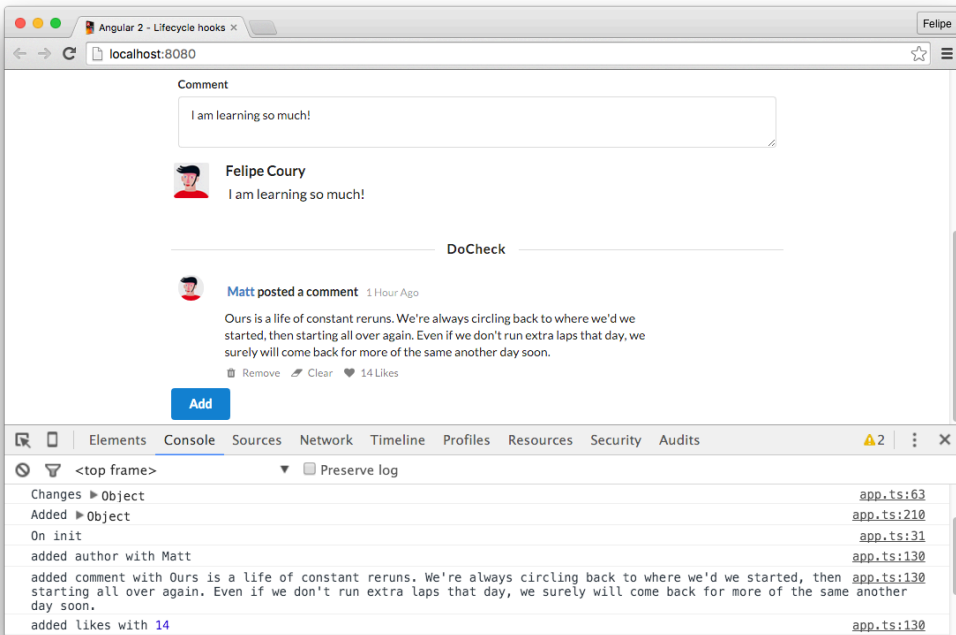 Angular 2 - Lifecycle hooks
Felipe
localhost:8080
Comment
I am learning so much!
Felipe Coury
I am learning so much!
DoCheck
Matt posted a comment 1 Hour Ago
Ours is a life of constant reruns. We're always circling back to where we'd we
started, then starting all over again. Even if we don't run extra laps that day, we
surely will come back for more of the same another day soon.
Remove Clear 14 Likes
Add
Elements Console Sources Network Timeline Profiles Resources Security Audits 2
<top frame> Preserve log
Changes Object app.ts:63
Added Object app.ts:210
On init app.ts:31
added author with Matt app.ts:130
added comment with Ours is a life of constant reruns. We're always circling back to where we'd we started, then app.ts:130
starting all over again. Even if we don't run extra laps that day, we surely will come back for more of the same another
day soon.
added likes with 14 app.ts:130